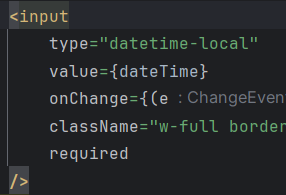 <input
type="datetime-local"
value={dateTime}
onChange={(e : ChangeEven
className="w-full border
required
/>